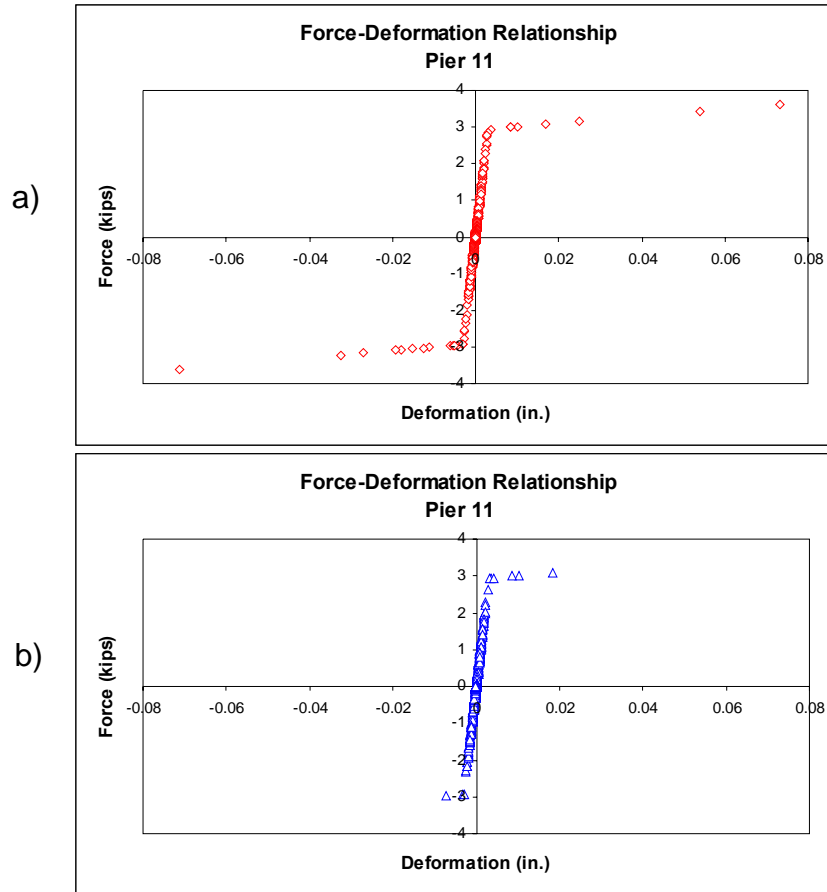 a)
Force-Deformation Relationship
Pier 11
Force (kips)
4
3
2
1
0
-1
-2
-3
-4
-0.08 -0.06 -0.04 -0.02 0 0.02 0.04 0.06 0.08
Deformation (in.)
b)
Force-Deformation Relationship
Pier 11
Force (kips)
4
3
2
1
0
-1
-2
-3
-4
-0.08 -0.06 -0.04 -0.02 0 0.02 0.04 0.06 0.08
Deformation (in.)